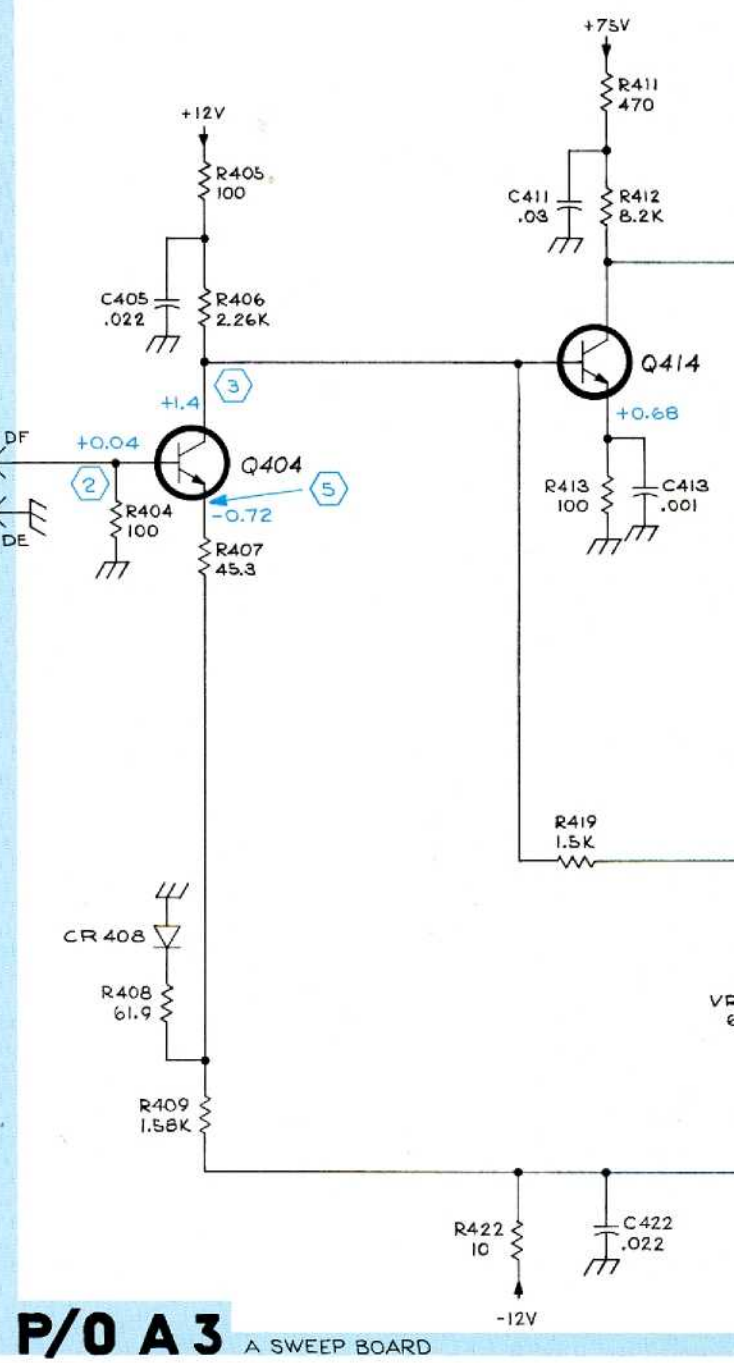 +75V
R411
470
+12V
R405
100
C411
.03
R412
8.2K
C405
.022
R406
2.26K
3
Q414
+1.4
+0.68
DF
+0.04
Q404
2
5
R413
100
C413
.001
R404
100
-0.72
DE
R407
45.3
R419
1.5K
CR408
R408
61.9
R409
1.58K
R422
10
C422
.022
-12V
P/O A3
A SWEEP BOARD